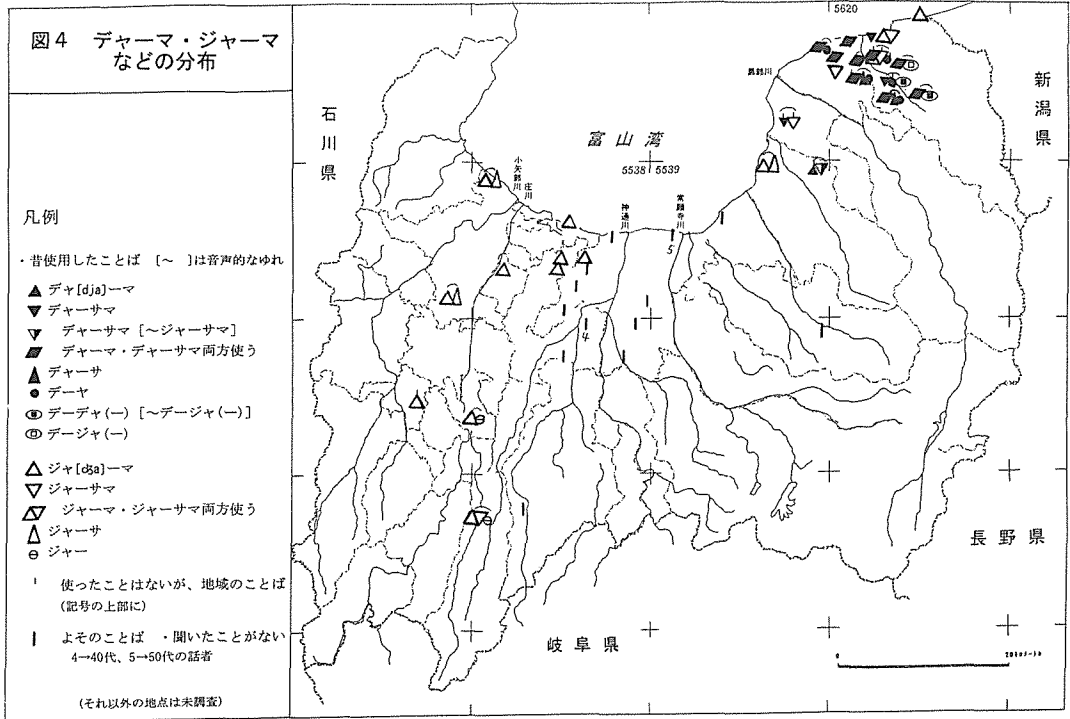 図4 デャーマ・ジャーマ
などの分布
凡例
・昔使用したことば [～ ]は音声的なゆれ
デャ[dja]ーマ
デャーサマ
デャーサマ [～ジャーサマ]
デャーマ・デャーサマ両方使う
デャーサ
デーヤ
デーデャ(ー) [～デージャ(ー)]
デージャ(ー)
ジャ[dʒa]ーマ
ジャーサマ
ジャーマ・ジャーサマ両方使う
ジャーサ
ジャー
使ったことはないが、地域のことば
(記号の上部に)
よそのことば ・聞いたことがない
4→40代、5→50代の話者
(それ以外の地点は未調査)
5620
石川県
富山湾
5538
5539
黒部川
新潟県
小矢部川
庄川
神通川
常願寺川
5
4
長野県
岐阜県
0